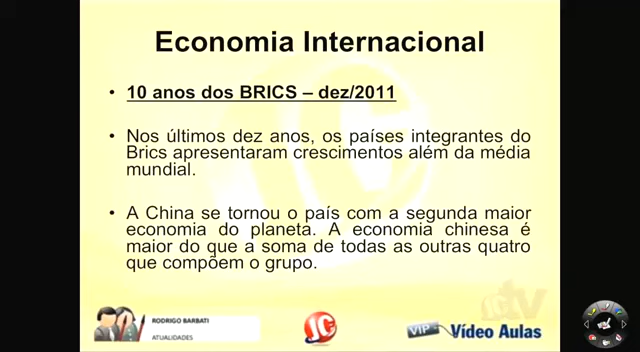 Economia Internacional
• 10 anos dos BRICS – dez/2011
• Nos últimos dez anos, os países integrantes do
Brics apresentaram crescimentos além da média
mundial.
• A China se tornou o país com a segunda maior
economia do planeta. A economia chinesa é
maior do que a soma de todas as outras quatro
que compõem o grupo.
RODRIGO BARBATI
ATUALIDADES
JC
VIP Vídeo Aulas